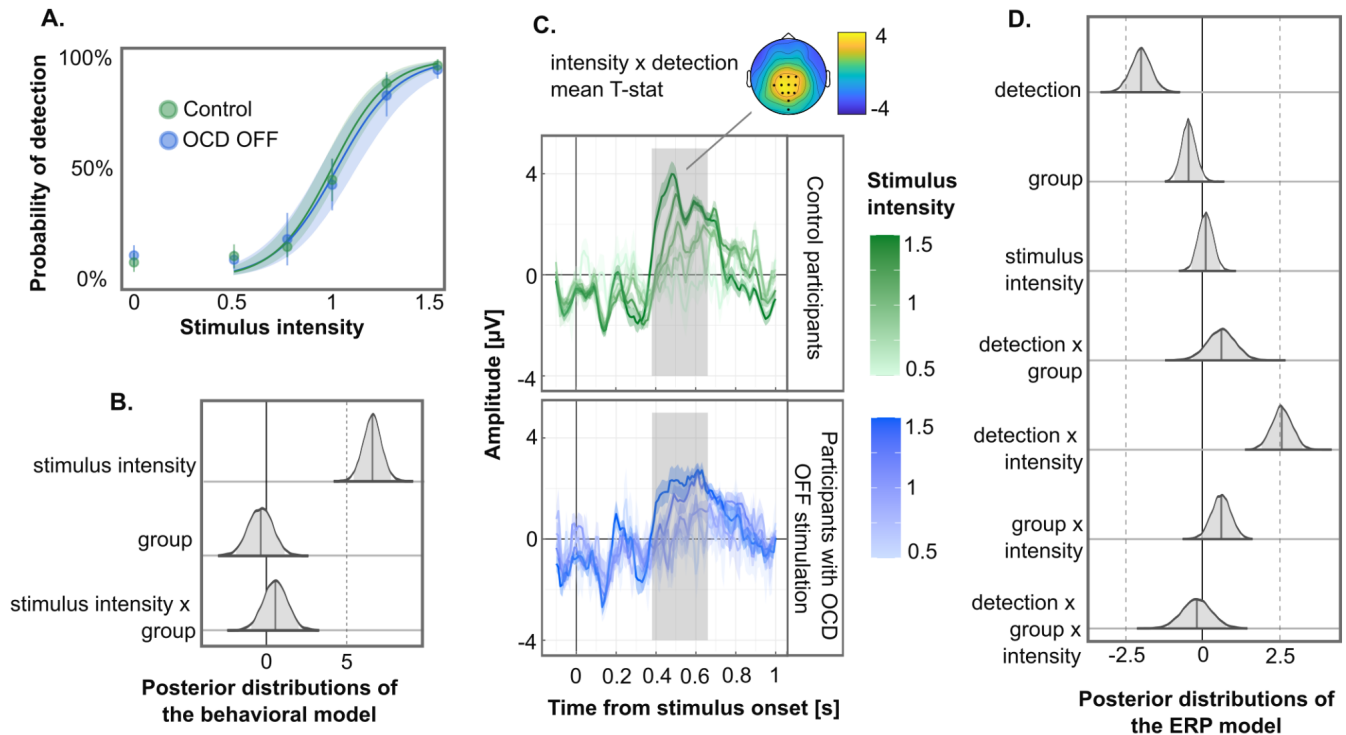 A.
Probability of detection
100%
50%
0%
Control
OCD OFF
0
0.5
1
1.5
Stimulus intensity
B.
stimulus intensity
group
stimulus intensity x
group
0
5
Posterior distributions of
the behavioral model
C.
intensity x detection
mean T-stat
4
-4
Amplitude [µV]
4
0
-4
Control participants
4
0
-4
Participants with OCD
OFF stimulation
0
0.2
0.4
0.6
0.8
1
Time from stimulus onset [s]
Stimulus
intensity
1.5
1
0.5
1.5
1
0.5
D.
detection
group
stimulus
intensity
detection x
group
detection x
intensity
group x
intensity
detection x
group x
intensity
-2.5
0
2.5
Posterior distributions of
the ERP model